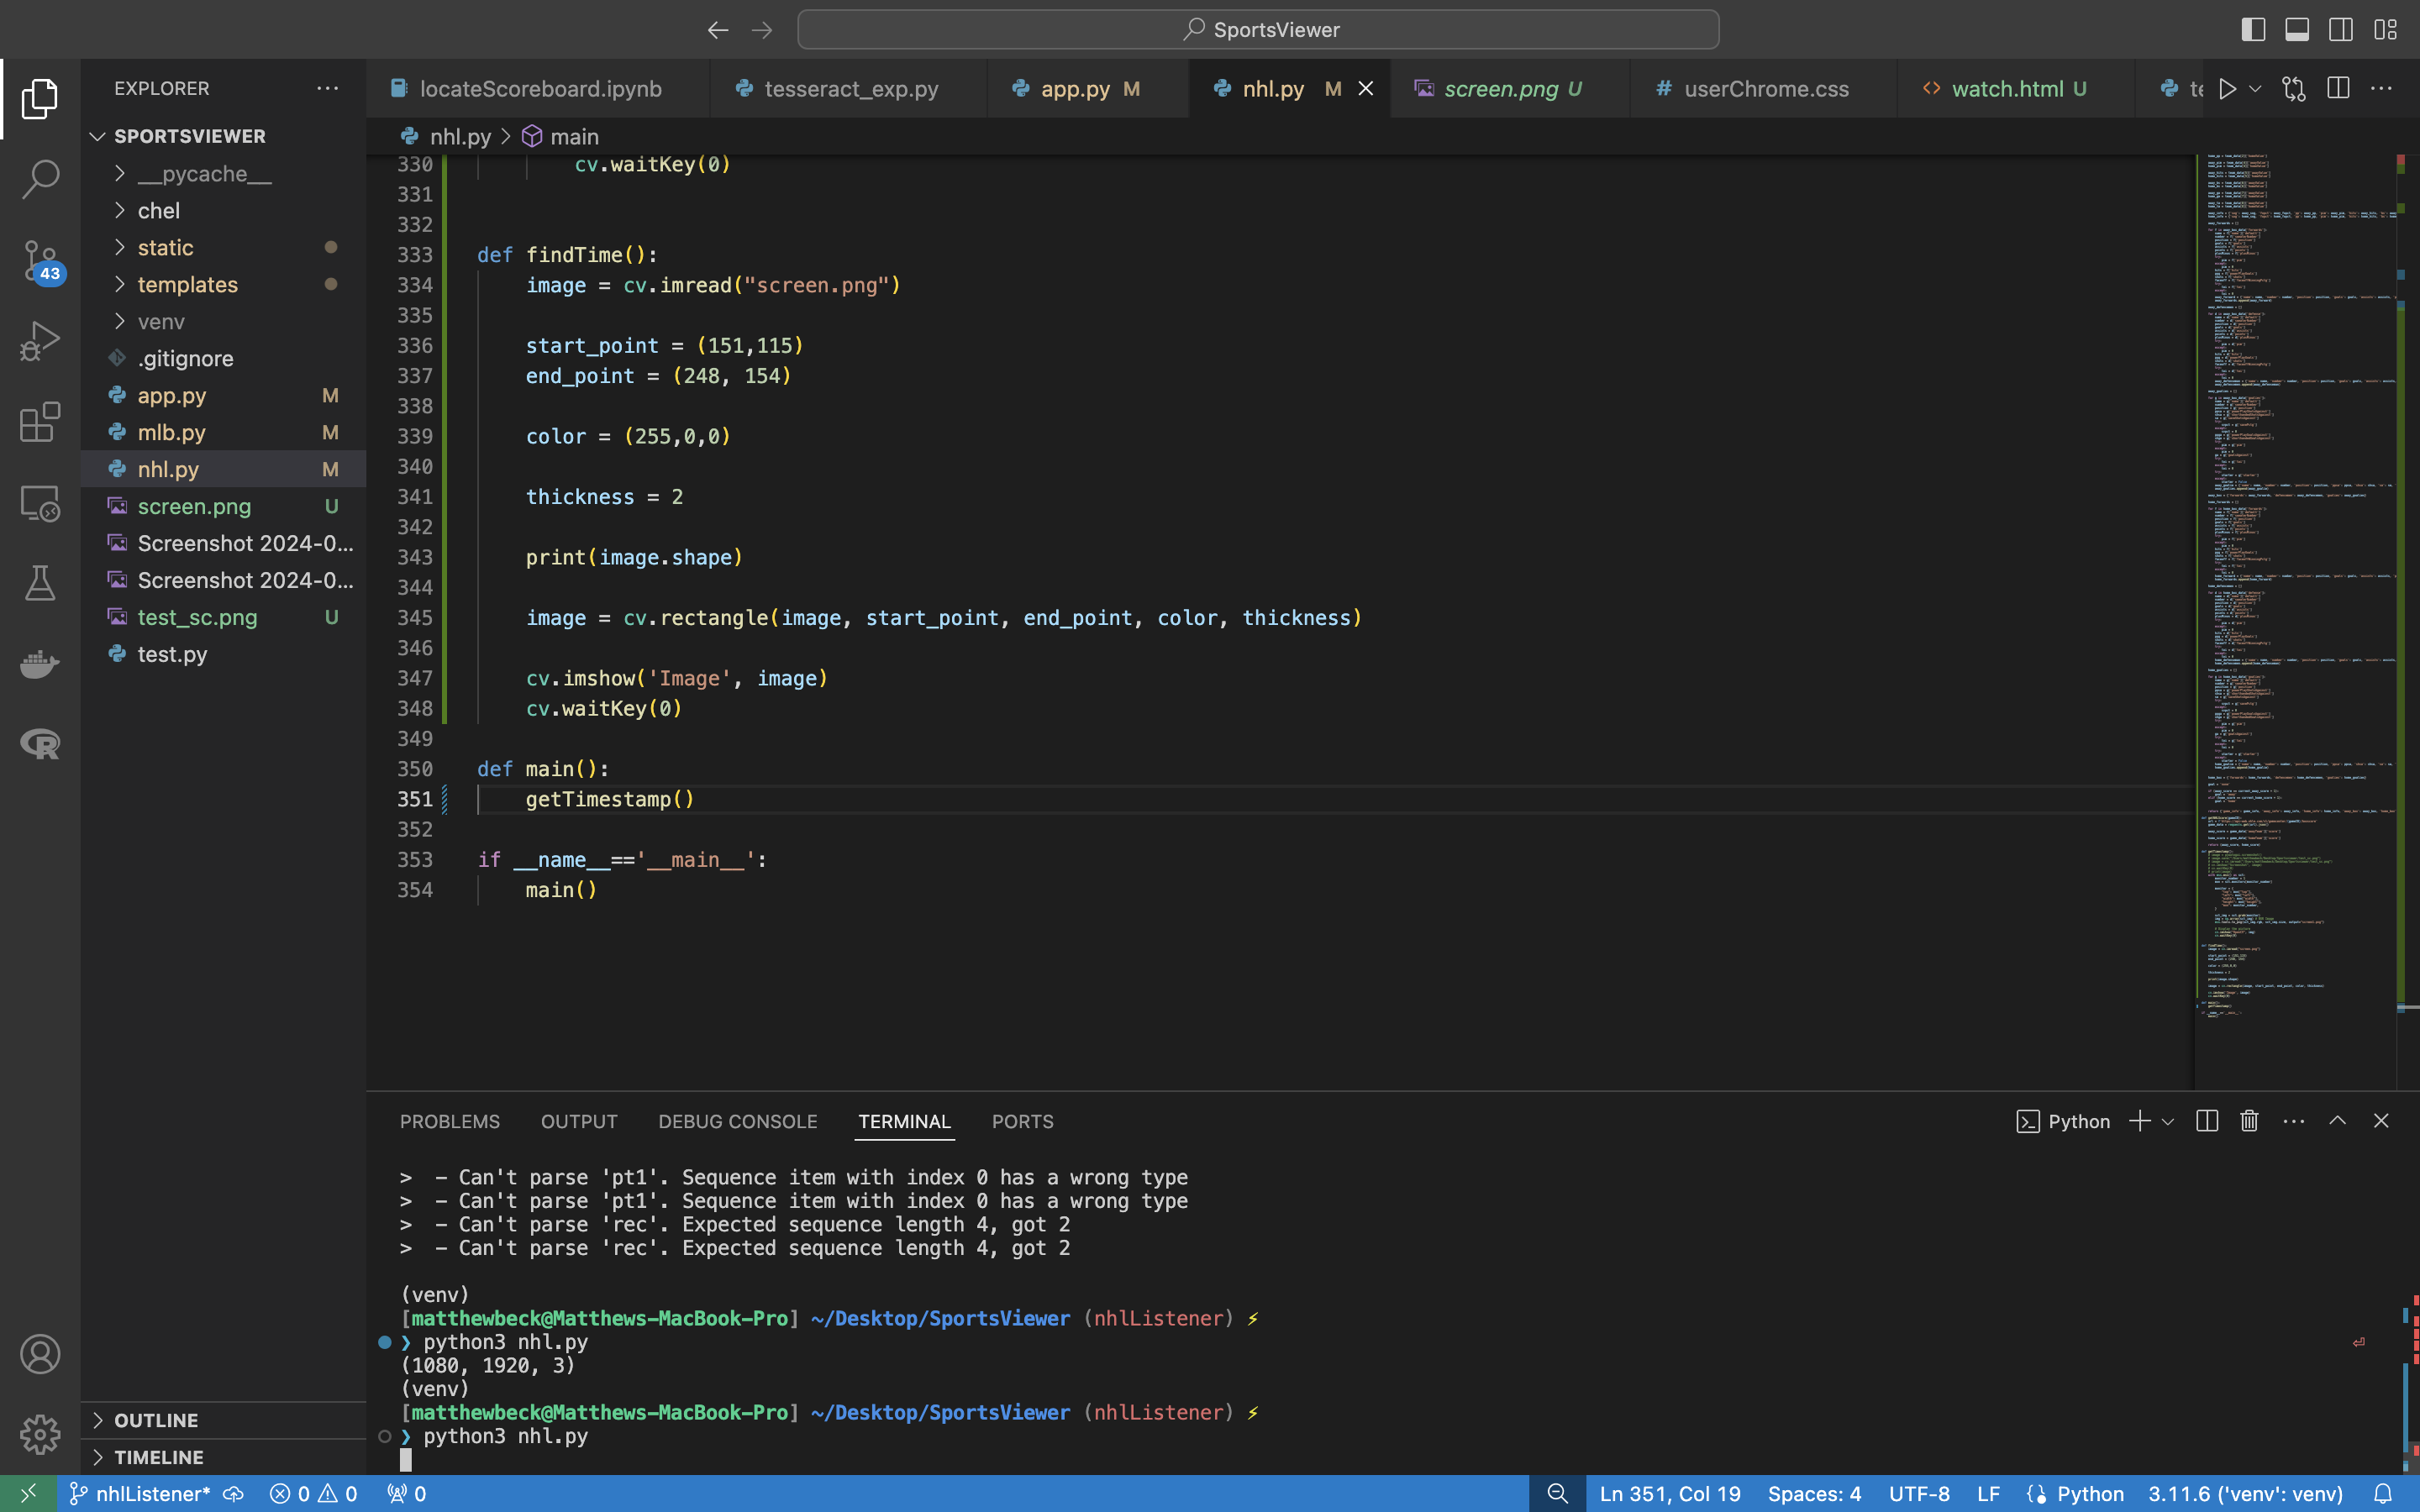 SportsViewer
EXPLORER
SPORTSVIEWER
__pycache__
chel
static
templates
venv
.gitignore
app.py M
mlb.py M
nhl.py M
screen.png U
Screenshot 2024-0...
Screenshot 2024-0...
test_sc.png U
test.py
OUTLINE
TIMELINE
43
locateScoreboard.ipynb tesseract_exp.py app.py M nhl.py M screen.png U userChrome.css watch.html U
nhl.py > main
330 cv.waitKey(0)
331
332
333 def findTime():
334 image = cv.imread("screen.png")
335
336 start_point = (151,115)
337 end_point = (248, 154)
338
339 color = (255,0,0)
340
341 thickness = 2
342
343 print(image.shape)
344
345 image = cv.rectangle(image, start_point, end_point, color, thickness)
346
347 cv.imshow('Image', image)
348 cv.waitKey(0)
349
350 def main():
351 getTimestamp()
352
353 if __name__=='__main__':
354 main()
PROBLEMS OUTPUT DEBUG CONSOLE TERMINAL PORTS
Python
> - Can't parse 'pt1'. Sequence item with index 0 has a wrong type
> - Can't parse 'pt1'. Sequence item with index 0 has a wrong type
> - Can't parse 'rec'. Expected sequence length 4, got 2
> - Can't parse 'rec'. Expected sequence length 4, got 2
(venv)
[matthewbeck@Matthews-MacBook-Pro] ~/Desktop/SportsViewer (nhlListener) ⚡
❯ python3 nhl.py
(1080, 1920, 3)
(venv)
[matthewbeck@Matthews-MacBook-Pro] ~/Desktop/SportsViewer (nhlListener) ⚡
❯ python3 nhl.py
nhlListener* 0 0 0 Ln 351, Col 19 Spaces: 4 UTF-8 LF Python 3.11.6 ('venv': venv)